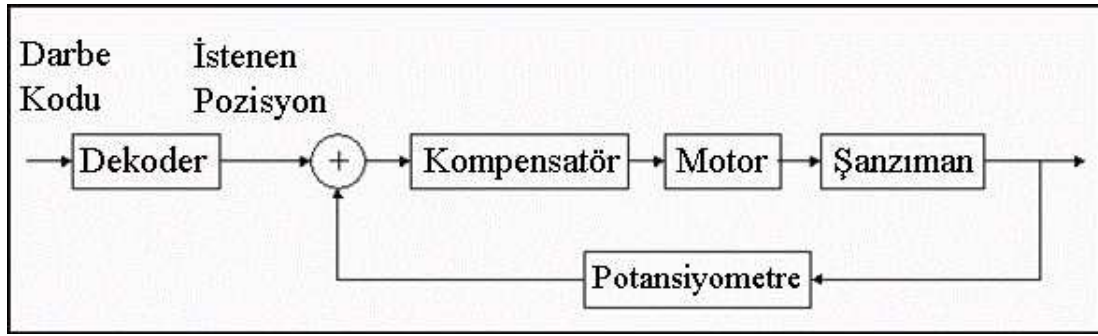 Darbe
Kodu
İstenen
Pozisyon
Dekoder
+
Kompensatör
Motor
Şanzıman
Potansiyometre